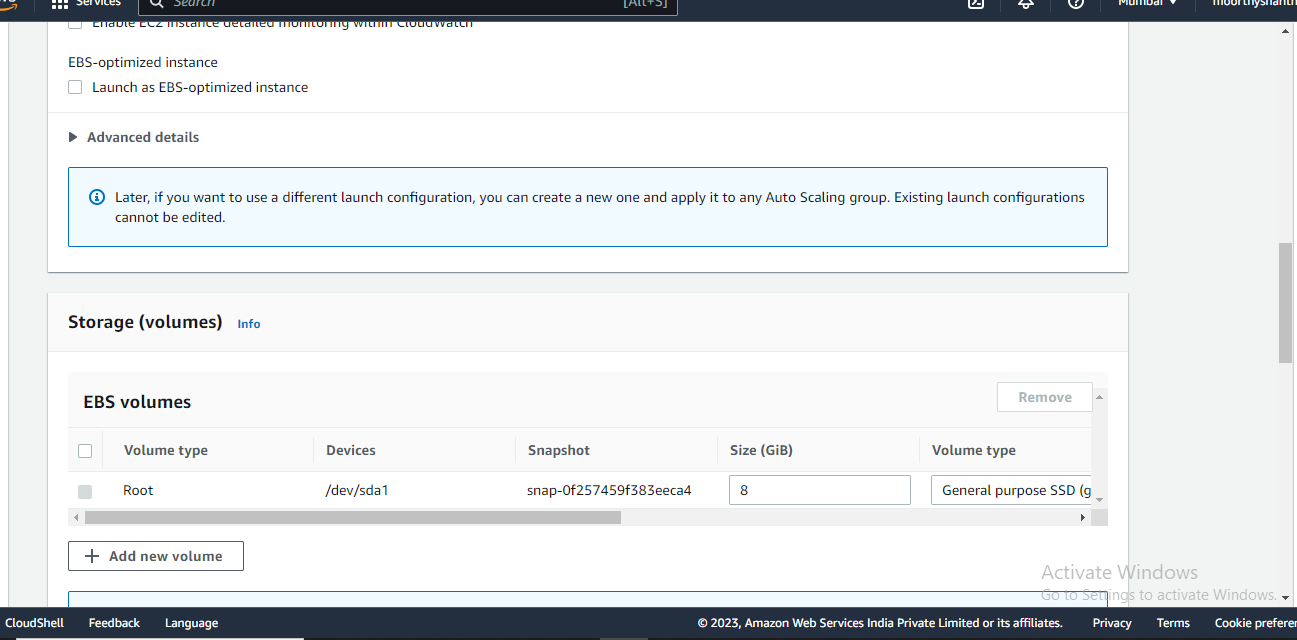 Services
Search
[Alt+S]
Mumbai
Enable EC2 instance detailed monitoring within CloudWatch
EBS-optimized instance
Launch as EBS-optimized instance
Advanced details
Later, if you want to use a different launch configuration, you can create a new one and apply it to any Auto Scaling group. Existing launch configurations
cannot be edited.
Storage (volumes) Info
EBS volumes
Remove
Volume type Devices Snapshot Size (GiB) Volume type
Root /dev/sda1 snap-0f257459f383eeca4 8 General purpose SSD (g
Add new volume
Activate Windows
Go to Settings to activate Windows.
CloudShell Feedback Language © 2023, Amazon Web Services India Private Limited or its affiliates. Privacy Terms Cookie prefere